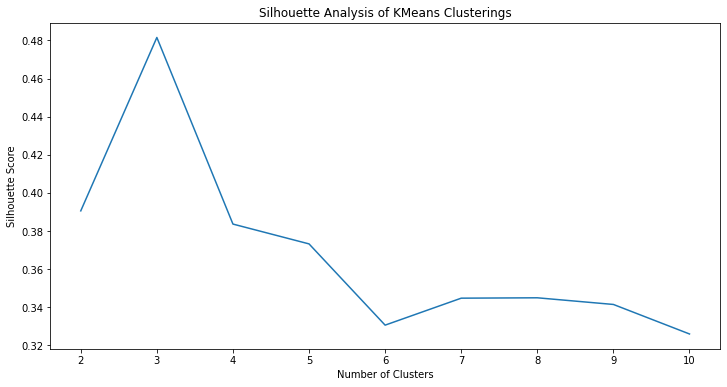 Silhouette Analysis of KMeans Clusterings
0.48
0.46
0.44
0.42
0.40
0.38
0.36
0.34
0.32
Silhouette Score
2 3 4 5 6 7 8 9 10
Number of Clusters